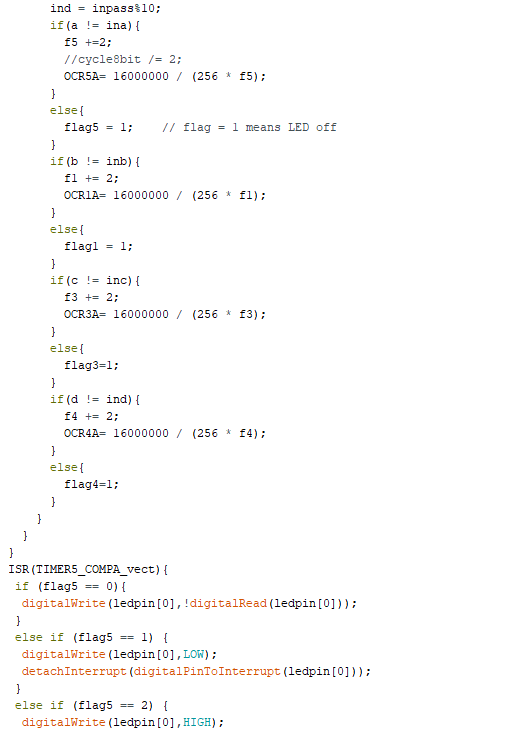 ind = inpass%10;
if(a != ina){
f5 +=2;
//cycle8bit /= 2;
OCR5A= 16000000 / (256 * f5);
}
else{
flag5 = 1;    // flag = 1 means LED off
}
if(b != inb){
f1 += 2;
OCR1A= 16000000 / (256 * f1);
}
else{
flag1 = 1;
}
if(c != inc){
f3 += 2;
OCR3A= 16000000 / (256 * f3);
}
else{
flag3=1;
}
if(d != ind){
f4 += 2;
OCR4A= 16000000 / (256 * f4);
}
else{
flag4=1;
}
}
}
}
ISR(TIMER5_COMPA_vect){
if (flag5 == 0){
digitalWrite(ledpin[0],!digitalRead(ledpin[0]));
}
else if (flag5 == 1) {
digitalWrite(ledpin[0],LOW);
detachInterrupt(digitalPinToInterrupt(ledpin[0]));
}
else if (flag5 == 2) {
digitalWrite(ledpin[0],HIGH);